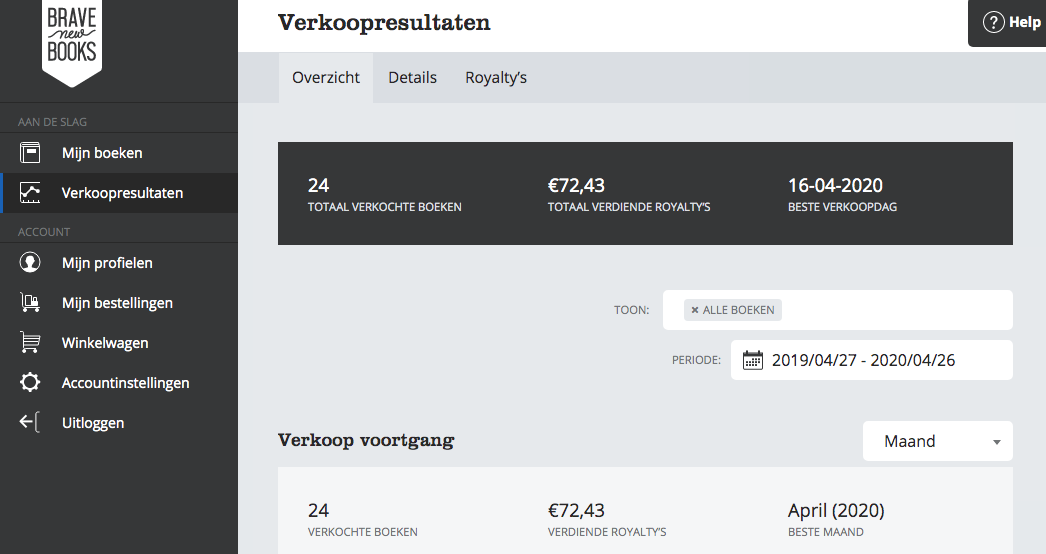 BRAVE
new
BOOKS
AAN DE SLAG
Mijn boeken
Verkoopresultaten
ACCOUNT
Mijn profielen
Mijn bestellingen
Winkelwagen
Accountinstellingen
Uitloggen
Verkoopresultaten
? Help
Overzicht Details Royalty's
24 €72,43 16-04-2020
TOTAAL VERKOCHTE BOEKEN TOTAAL VERDIENDE ROYALTY'S BESTE VERKOOPDAG
TOON: × ALLE BOEKEN
PERIODE: 2019/04/27 - 2020/04/26
Verkoop voortgang Maand
24 €72,43 April (2020)
VERKOCHTE BOEKEN VERDIENDE ROYALTY'S BESTE MAAND